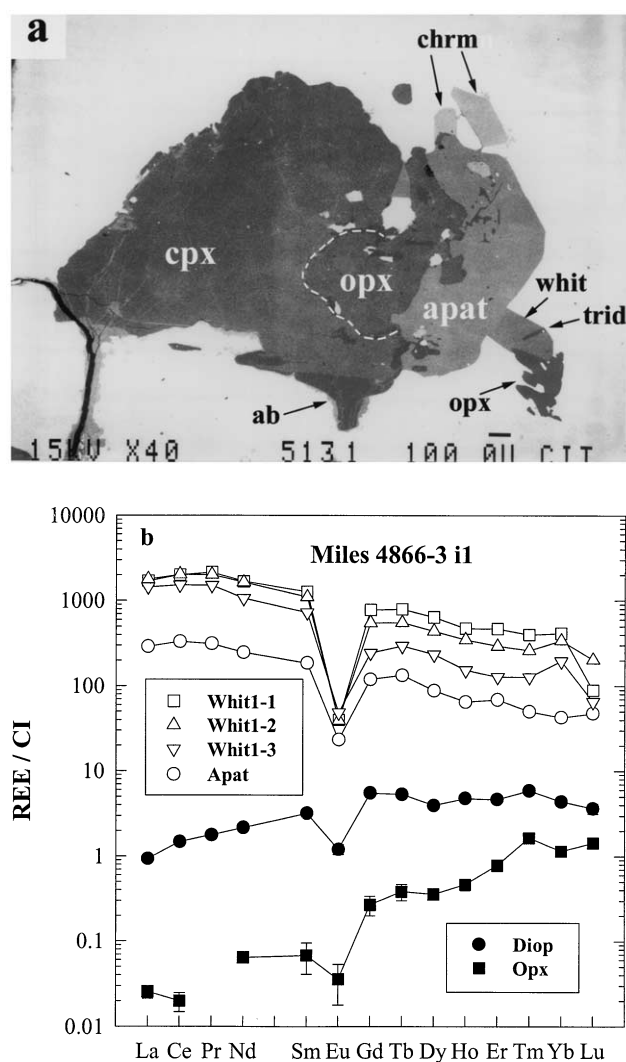 a
chrm
cpx
opx
apat
whit
trid
opx
ab
15KV X40 5131 100.0U CIT
b
Miles 4866-3 i1
10000
1000
100
10
1
0.1
0.01
REE / CI
Whit1-1
Whit1-2
Whit1-3
Apat
Diop
Opx
La Ce Pr Nd Sm Eu Gd Tb Dy Ho Er Tm Yb Lu